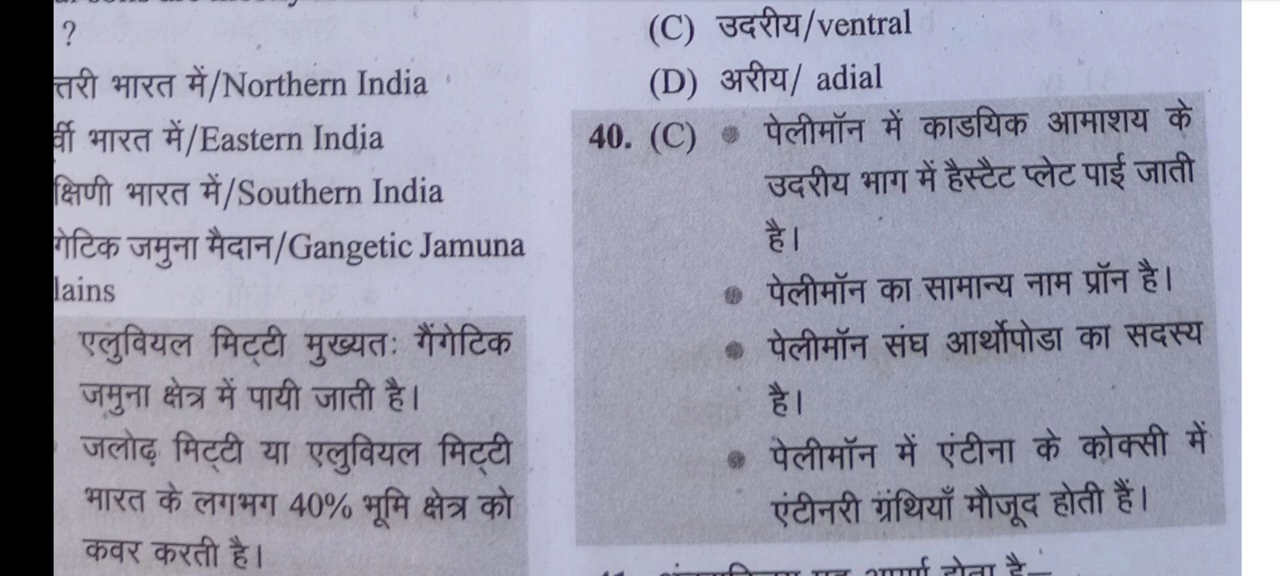 ?
त्तरी भारत में/Northern India
र्वी भारत में/Eastern India
क्षिणी भारत में/Southern India
गेटिक जमुना मैदान/Gangetic Jamuna
lains
एलुवियल मिट्टी मुख्यतः गैंगेटिक
जमुना क्षेत्र में पायी जाती है।
जलोढ़ मिट्टी या एलुवियल मिट्टी
भारत के लगभग 40% भूमि क्षेत्र को
कवर करती है।
(C) उदरीय/ventral
(D) अरीय/ adial
40. (C) ● पेलीमॉन में काडयिक आमाशय के
उदरीय भाग में हैस्टैट प्लेट पाई जाती
है।
● पेलीमॉन का सामान्य नाम प्रॉन है।
● पेलीमॉन संघ आर्थोपोडा का सदस्य
है।
● पेलीमॉन में एंटीना के कोक्सी में
एंटीनरी ग्रंथियाँ मौजूद होती हैं।
होता है–